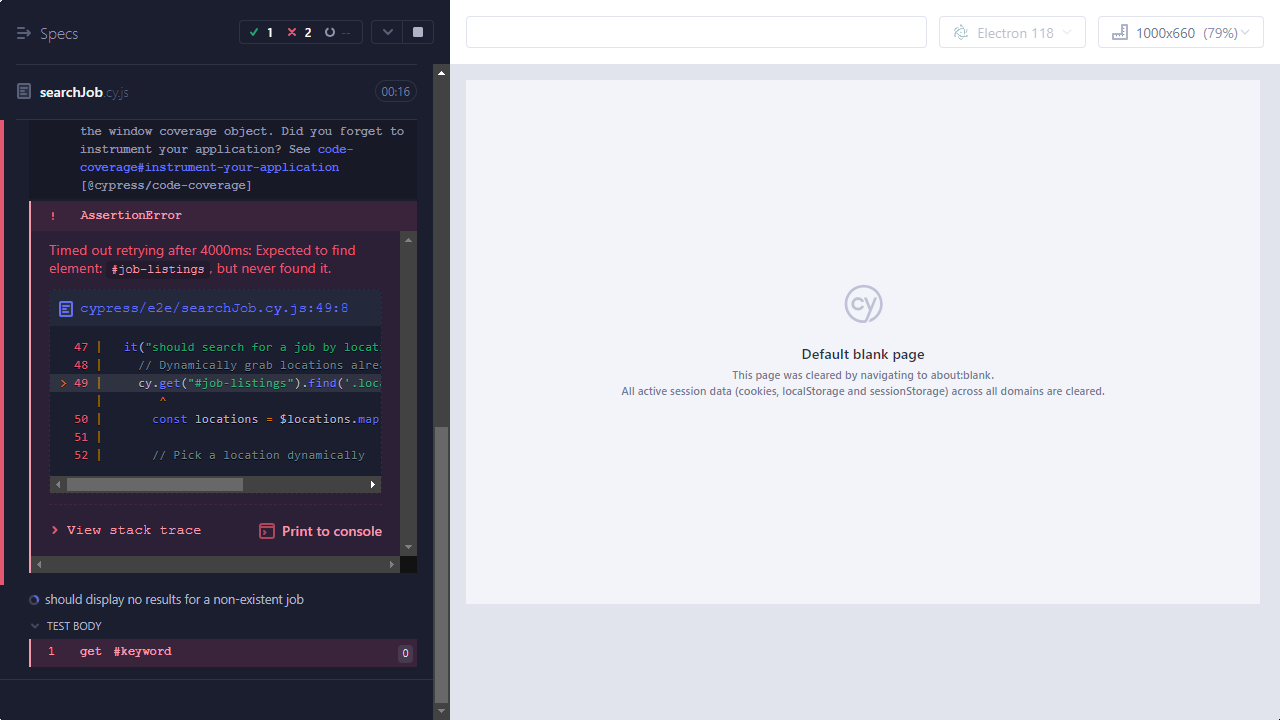 Specs
1 2 --
Electron 118
1000x660 (79%)
searchJob.cy.js
00:16
the window coverage object. Did you forget to
instrument your application? See code-
coverage#instrument-your-application
[@cypress/code-coverage]
! AssertionError
Timed out retrying after 4000ms: Expected to find
element: #job-listings, but never found it.
cypress/e2e/searchJob.cy.js:49:8
47 | it("should search for a job by locati
48 | // Dynamically grab locations alrea
> 49 | cy.get("#job-listings").find('.loca
| ^
50 | const locations = $locations.map
51 |
52 | // Pick a location dynamically
> View stack trace
Print to console
should display no results for a non-existent job
TEST BODY
1 get #keyword 0
cy
Default blank page
This page was cleared by navigating to about:blank.
All active session data (cookies, localStorage and sessionStorage) across all domains are cleared.